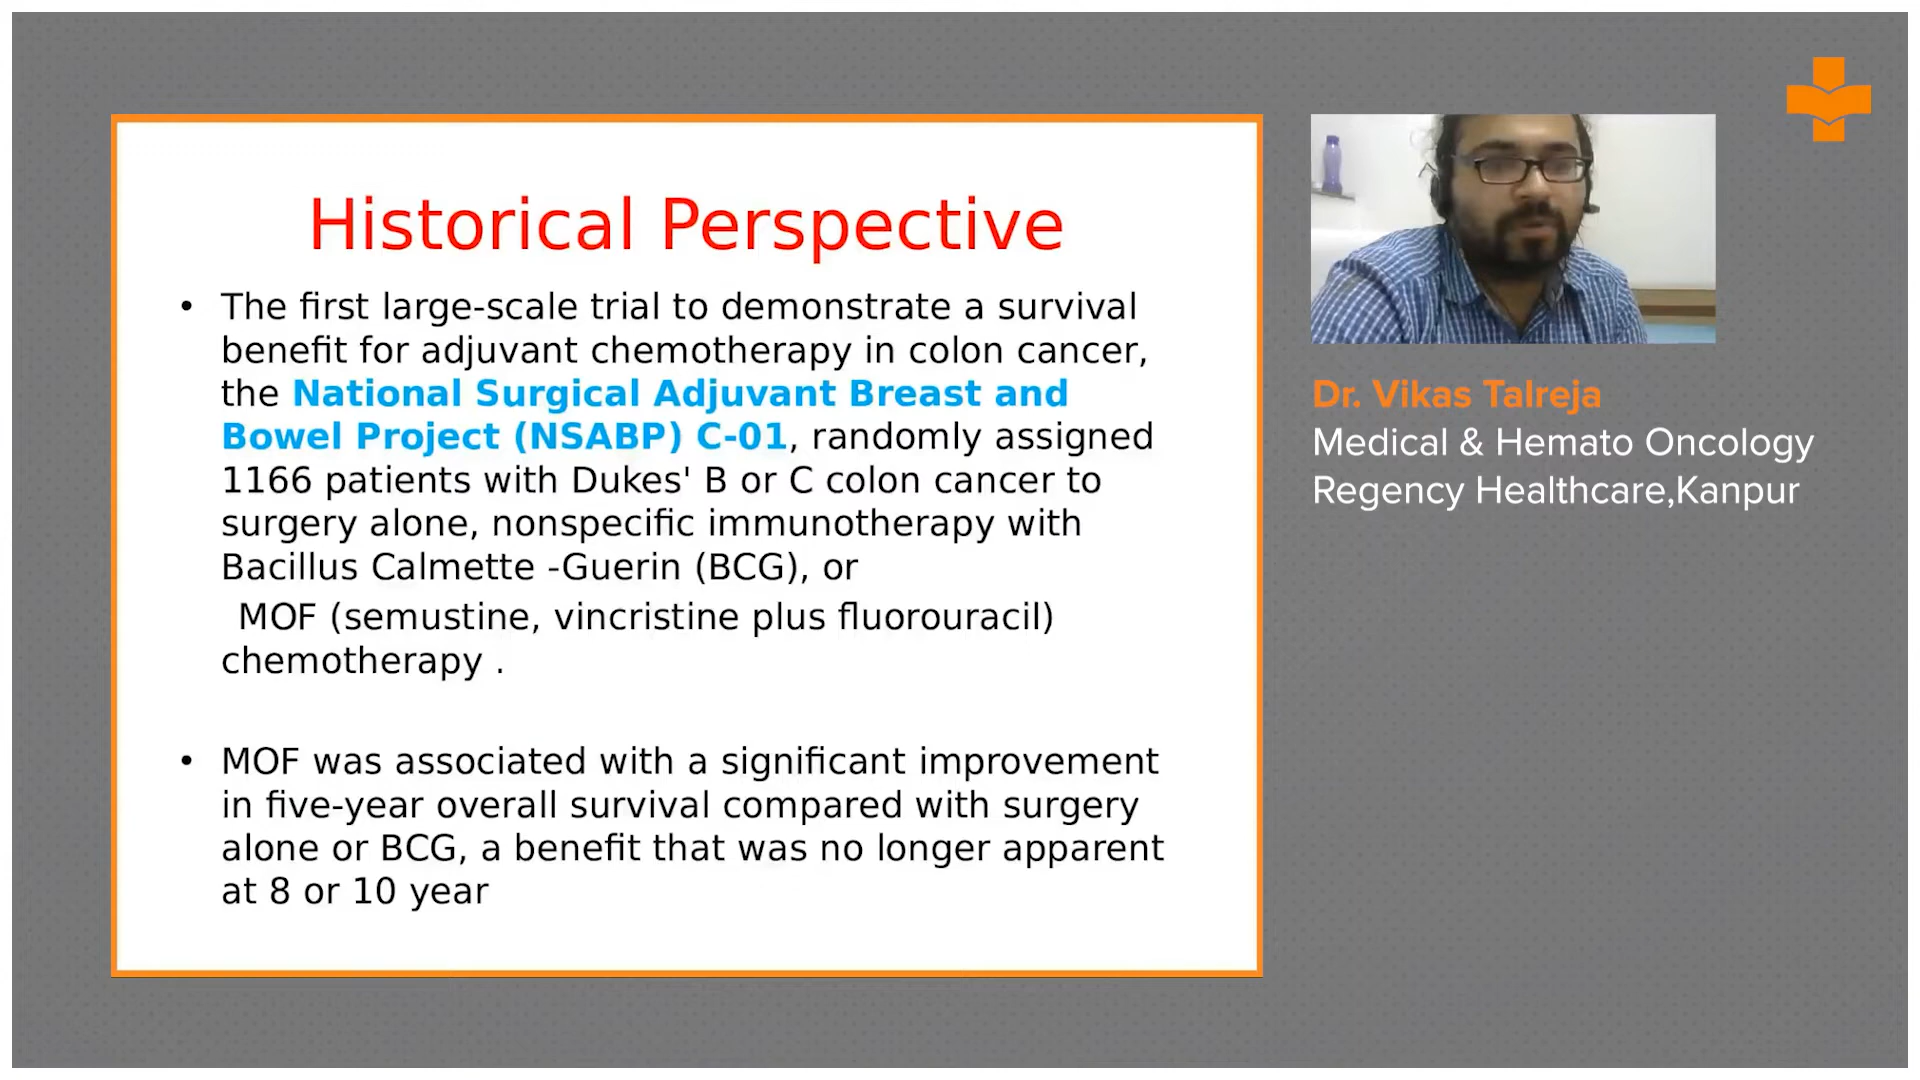 Historical Perspective
• The first large-scale trial to demonstrate a survival
benefit for adjuvant chemotherapy in colon cancer,
the National Surgical Adjuvant Breast and
Bowel Project (NSABP) C-01, randomly assigned
1166 patients with Dukes' B or C colon cancer to
surgery alone, nonspecific immunotherapy with
Bacillus Calmette -Guerin (BCG), or
MOF (semustine, vincristine plus fluorouracil)
chemotherapy .
• MOF was associated with a significant improvement
in five-year overall survival compared with surgery
alone or BCG, a benefit that was no longer apparent
at 8 or 10 year
Dr. Vikas Talreja
Medical & Hemato Oncology
Regency Healthcare,Kanpur